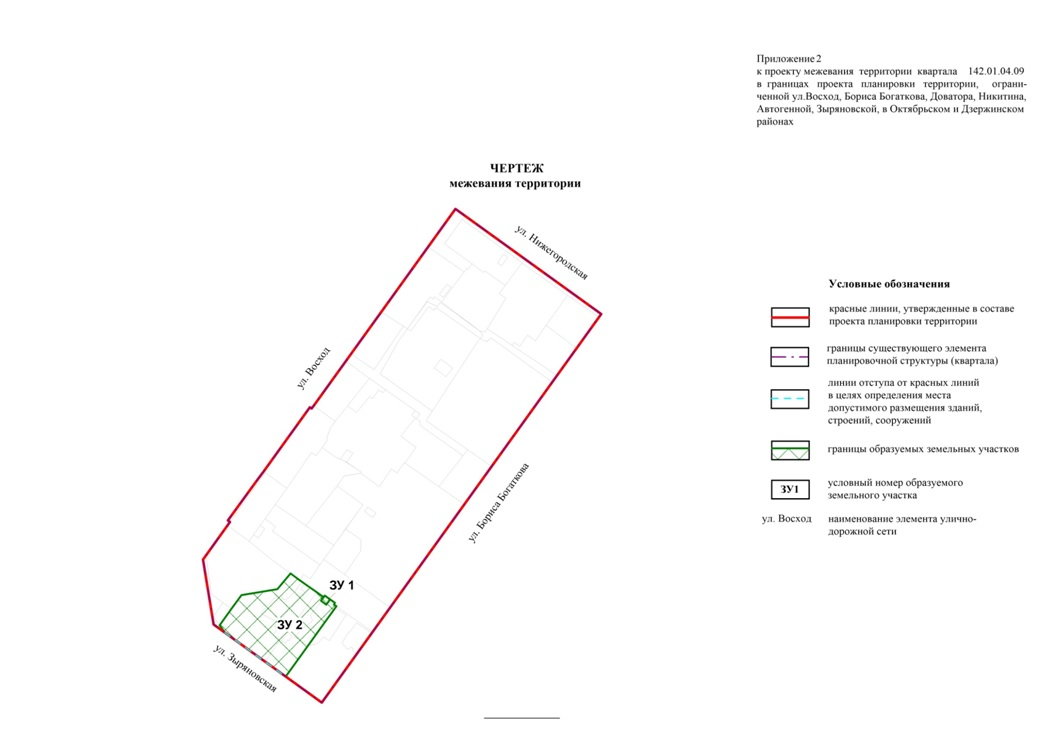 Приложение 2
к проекту межевания территории квартала 142.01.04.09
в границах проекта планировки территории, ограни-
ченной ул.Восход, Бориса Богаткова, Доватора, Никитина,
Автогенной, Зыряновской, в Октябрьском и Дзержинском
районах
ЧЕРТЕЖ
межевания территории
ул. Нижегородская
ул. Восход
ул. Бориса Богаткова
ЗУ 1
ЗУ 2
ул. Зыряновская
Условные обозначения
красные линии, утвержденные в составе
проекта планировки территории
границы существующего элемента
планировочной структуры (квартала)
линии отступа от красных линий
в целях определения места
допустимого размещения зданий,
строений, сооружений
границы образуемых земельных участков
ЗУ1
условный номер образуемого
земельного участка
ул. Восход
наименование элемента улично-
дорожной сети